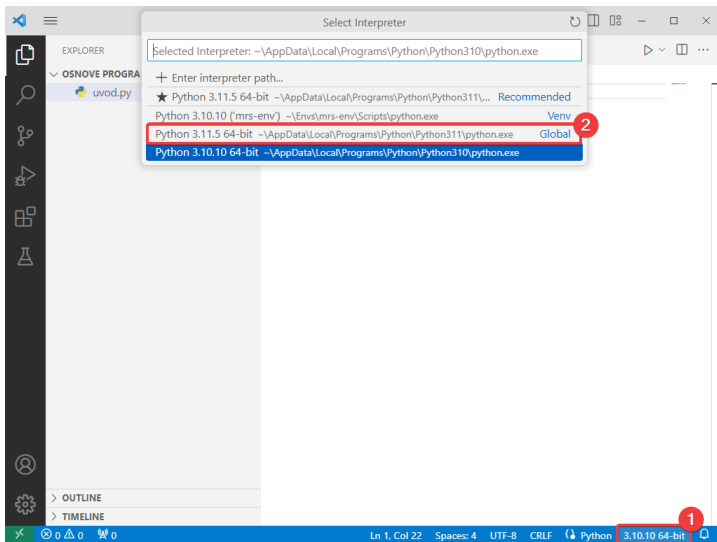 Select Interpreter
EXPLORER
Selected Interpreter: ~\AppData\Local\Programs\Python\Python310\python.exe
OSNOVE PROGRA
uvod.py
Enter interpreter path...
★ Python 3.11.5 64-bit ~\AppData\Local\Programs\Python\Python311\... Recommended
Python 3.10.10 ('mrs-env') ~\Envs\mrs-env\Scripts\python.exe Venv
Python 3.11.5 64-bit ~\AppData\Local\Programs\Python\Python311\python.exe Global
2
Python 3.10.10 64-bit ~\AppData\Local\Programs\Python\Python310\python.exe
OUTLINE
TIMELINE
1
0 0 0 Ln 1, Col 22 Spaces: 4 UTF-8 CRLF Python 3.10.10 64-bit